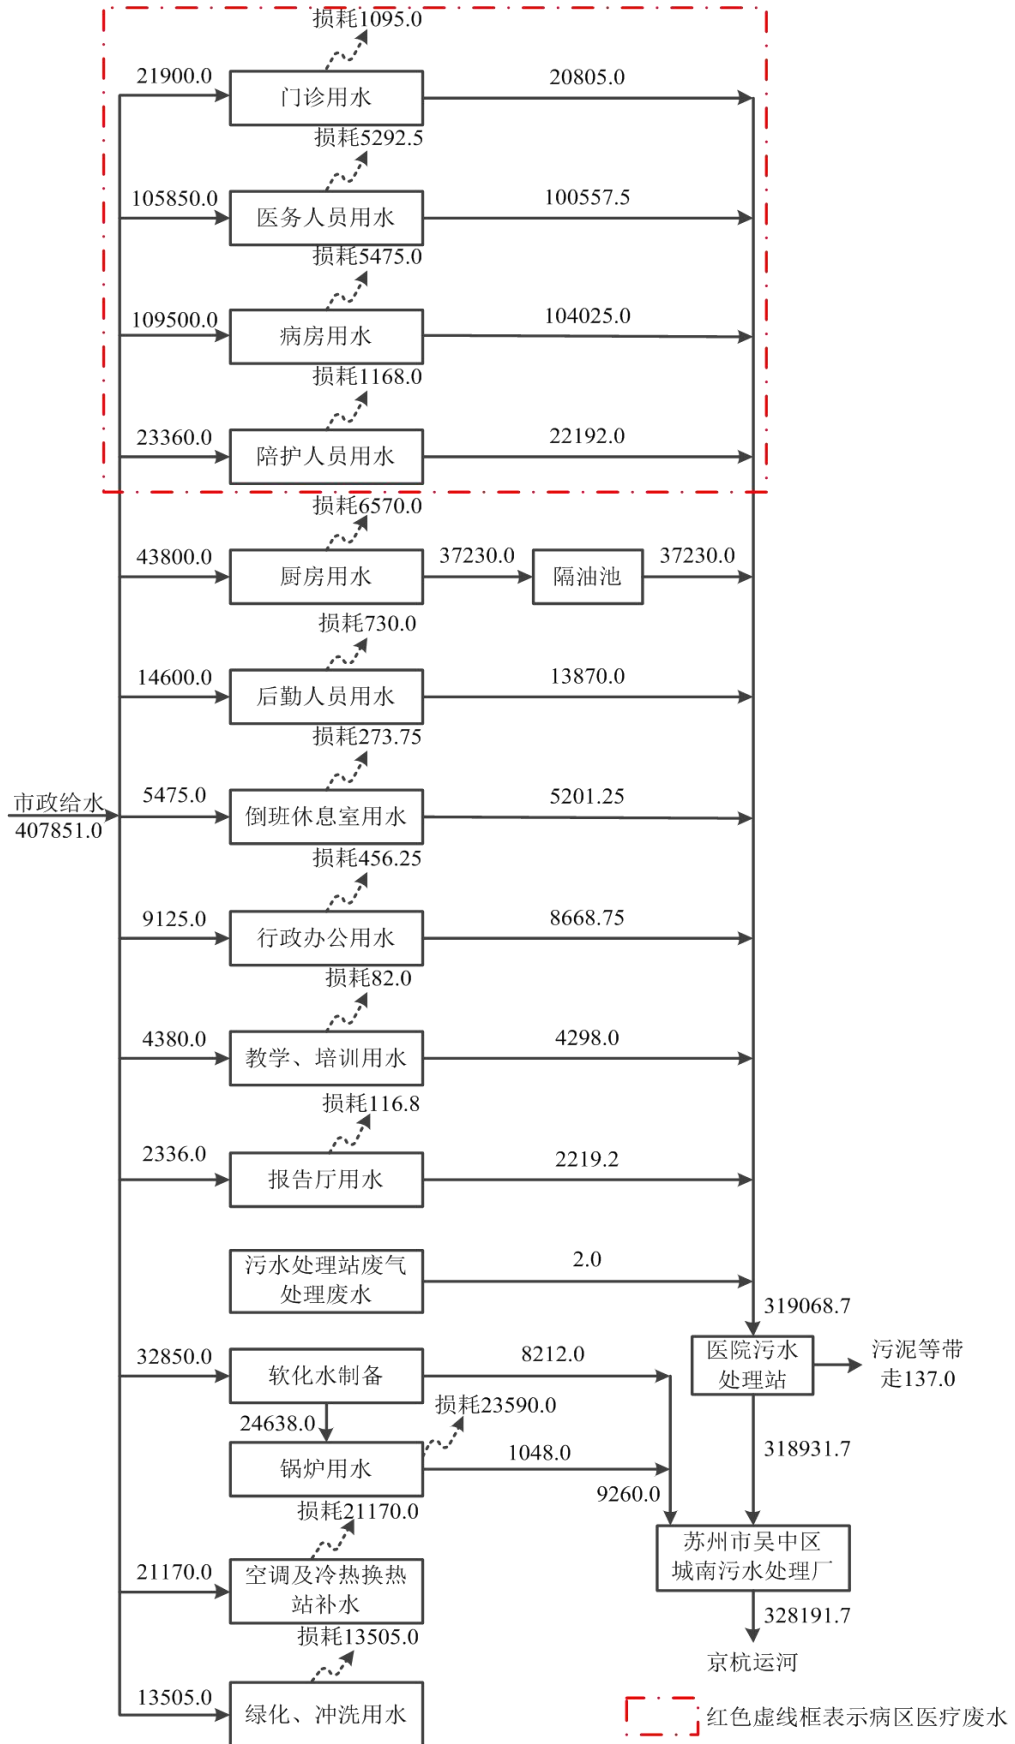 损耗1095.0
21900.0
门诊用水
20805.0
损耗5292.5
105850.0
医务人员用水
100557.5
损耗5475.0
109500.0
病房用水
104025.0
损耗1168.0
23360.0
陪护人员用水
22192.0
损耗6570.0
43800.0
厨房用水
37230.0
隔油池
37230.0
损耗730.0
14600.0
后勤人员用水
13870.0
损耗273.75
市政给水
407851.0
5475.0
倒班休息室用水
5201.25
损耗456.25
9125.0
行政办公用水
8668.75
损耗82.0
4380.0
教学、培训用水
4298.0
损耗116.8
2336.0
报告厅用水
2219.2
污水处理站废气
处理废水
2.0
319068.7
医院污水
处理站
污泥等带
走137.0
32850.0
软化水制备
8212.0
24638.0
损耗23590.0
锅炉用水
1048.0
318931.7
9260.0
损耗21170.0
苏州市吴中区
城南污水处理厂
21170.0
空调及冷热换热
站补水
328191.7
京杭运河
损耗13505.0
13505.0
绿化、冲洗用水
红色虚线框表示病区医疗废水